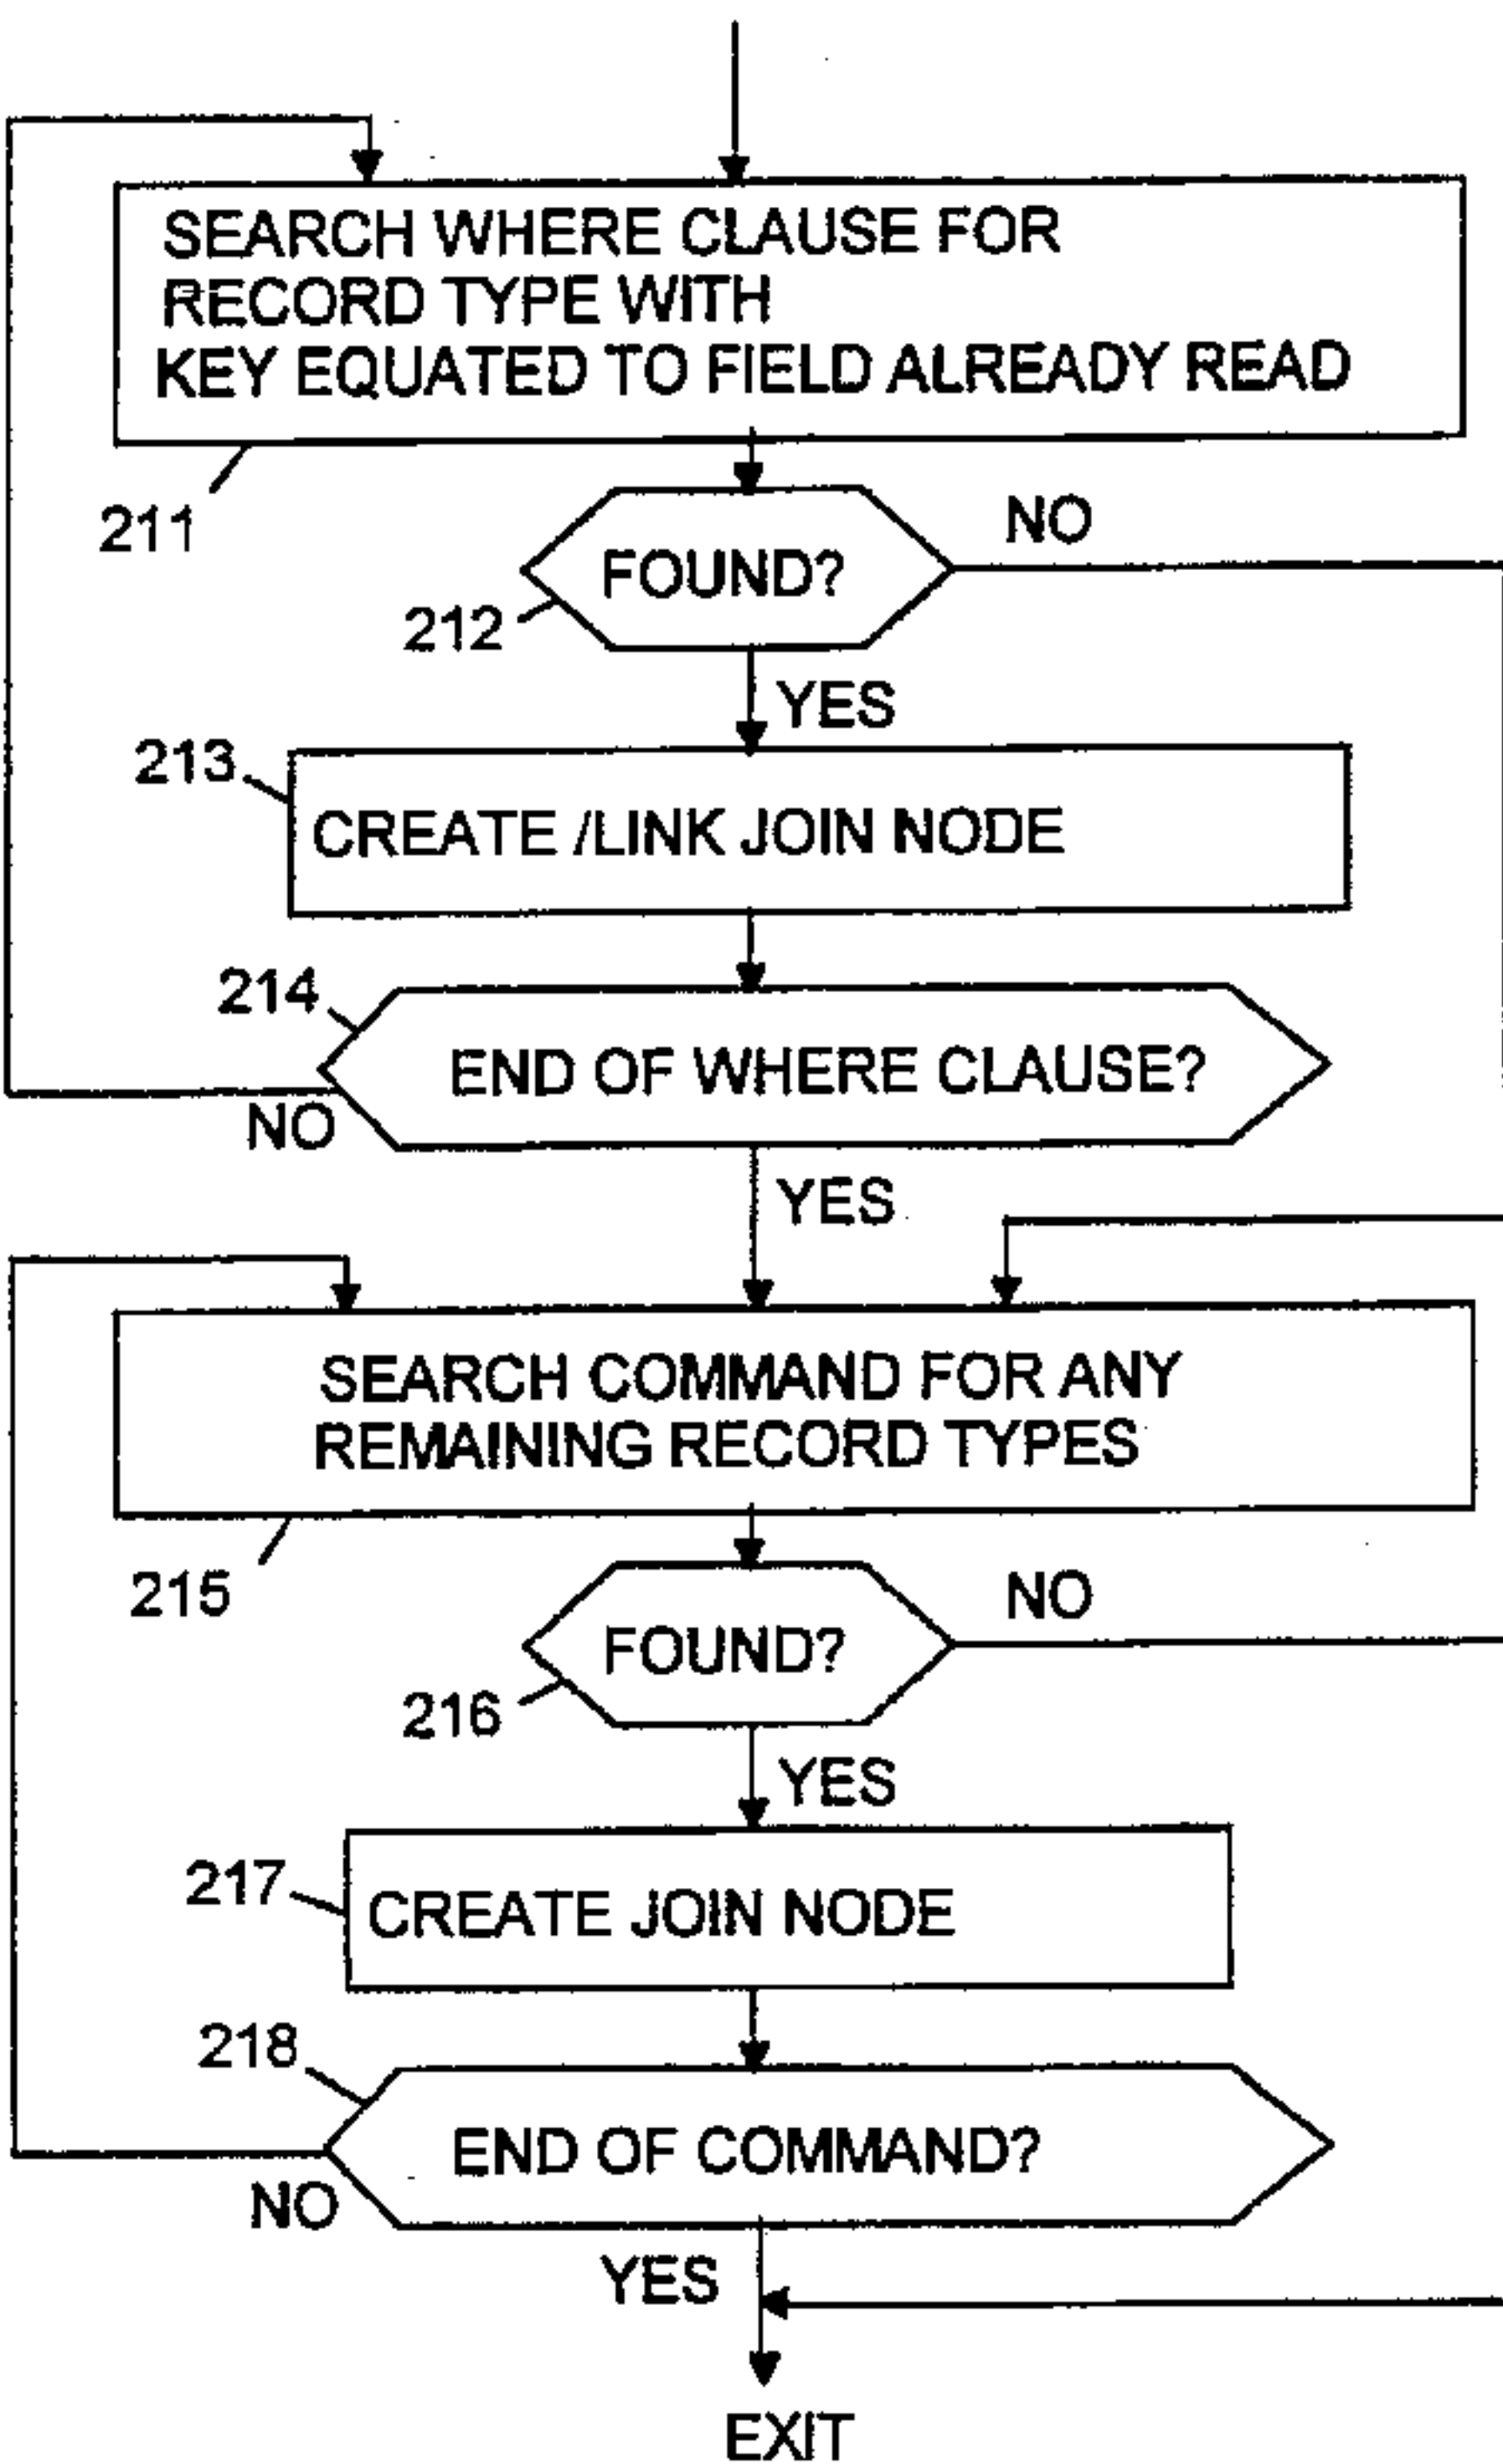 SEARCH WHERE CLAUSE FOR
RECORD TYPE WITH
KEY EQUATED TO FIELD ALREADY READ
211
NO
FOUND?
212
YES
213
CREATE /LINK JOIN NODE
214
END OF WHERE CLAUSE?
NO
YES
SEARCH COMMAND FOR ANY
REMAINING RECORD TYPES
215
NO
FOUND?
216
YES
217
CREATE JOIN NODE
218
END OF COMMAND?
NO
YES
EXIT